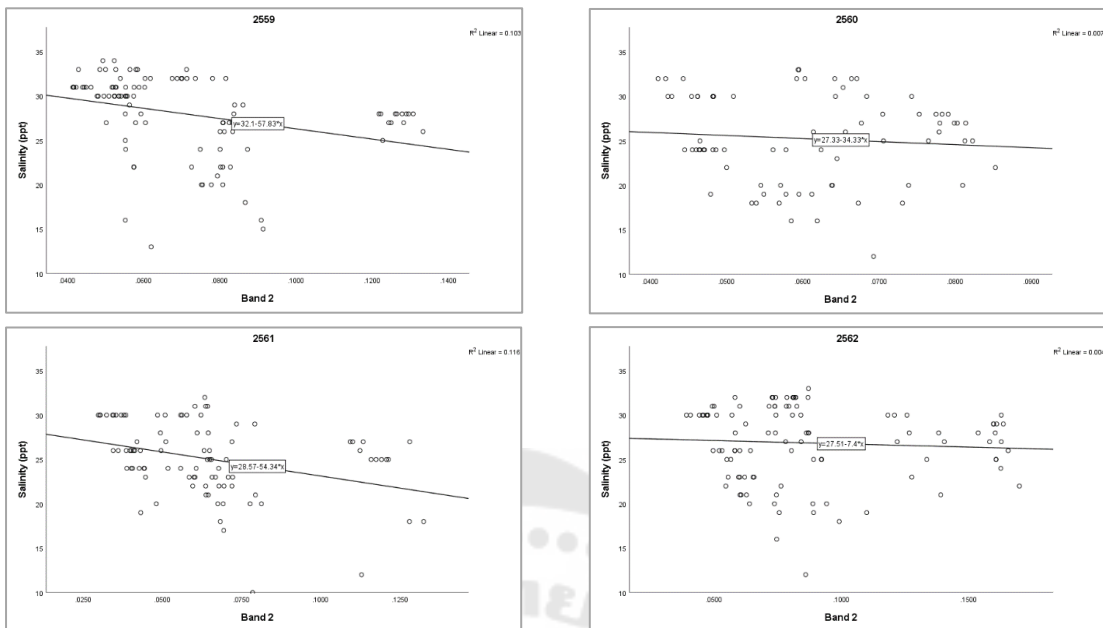 2559
R² Linear = 0.103
Salinity (ppt)
35
30
25
20
15
10
y=32.1-57.83*x
.0400 .0600 .0800 .1000 .1200 .1400
Band 2
2560
R² Linear = 0.007
Salinity (ppt)
35
30
25
20
15
10
y=27.33-34.33*x
.0400 .0500 .0600 .0700 .0800 .0900
Band 2
2561
R² Linear = 0.116
Salinity (ppt)
35
30
25
20
15
10
y=28.57-54.34*x
.0250 .0500 .0750 .1000 .1250
Band 2
2562
R² Linear = 0.004
Salinity (ppt)
35
30
25
20
15
10
y=27.51-7.4*x
.0500 .1000 .1500
Band 2